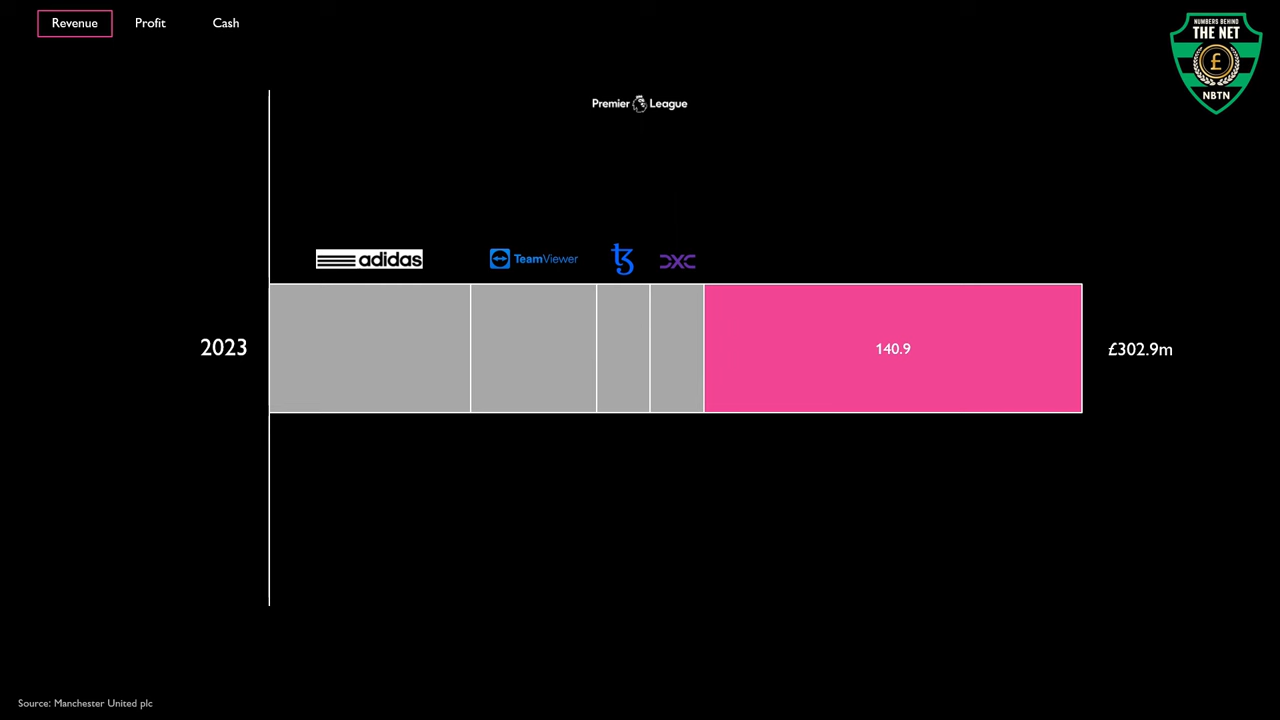 Revenue Profit Cash
NUMBERS BEHIND
THE NET
£
NBTN
Premier League
adidas
TeamViewer
DXC
2023
140.9
£302.9m
Source: Manchester United plc